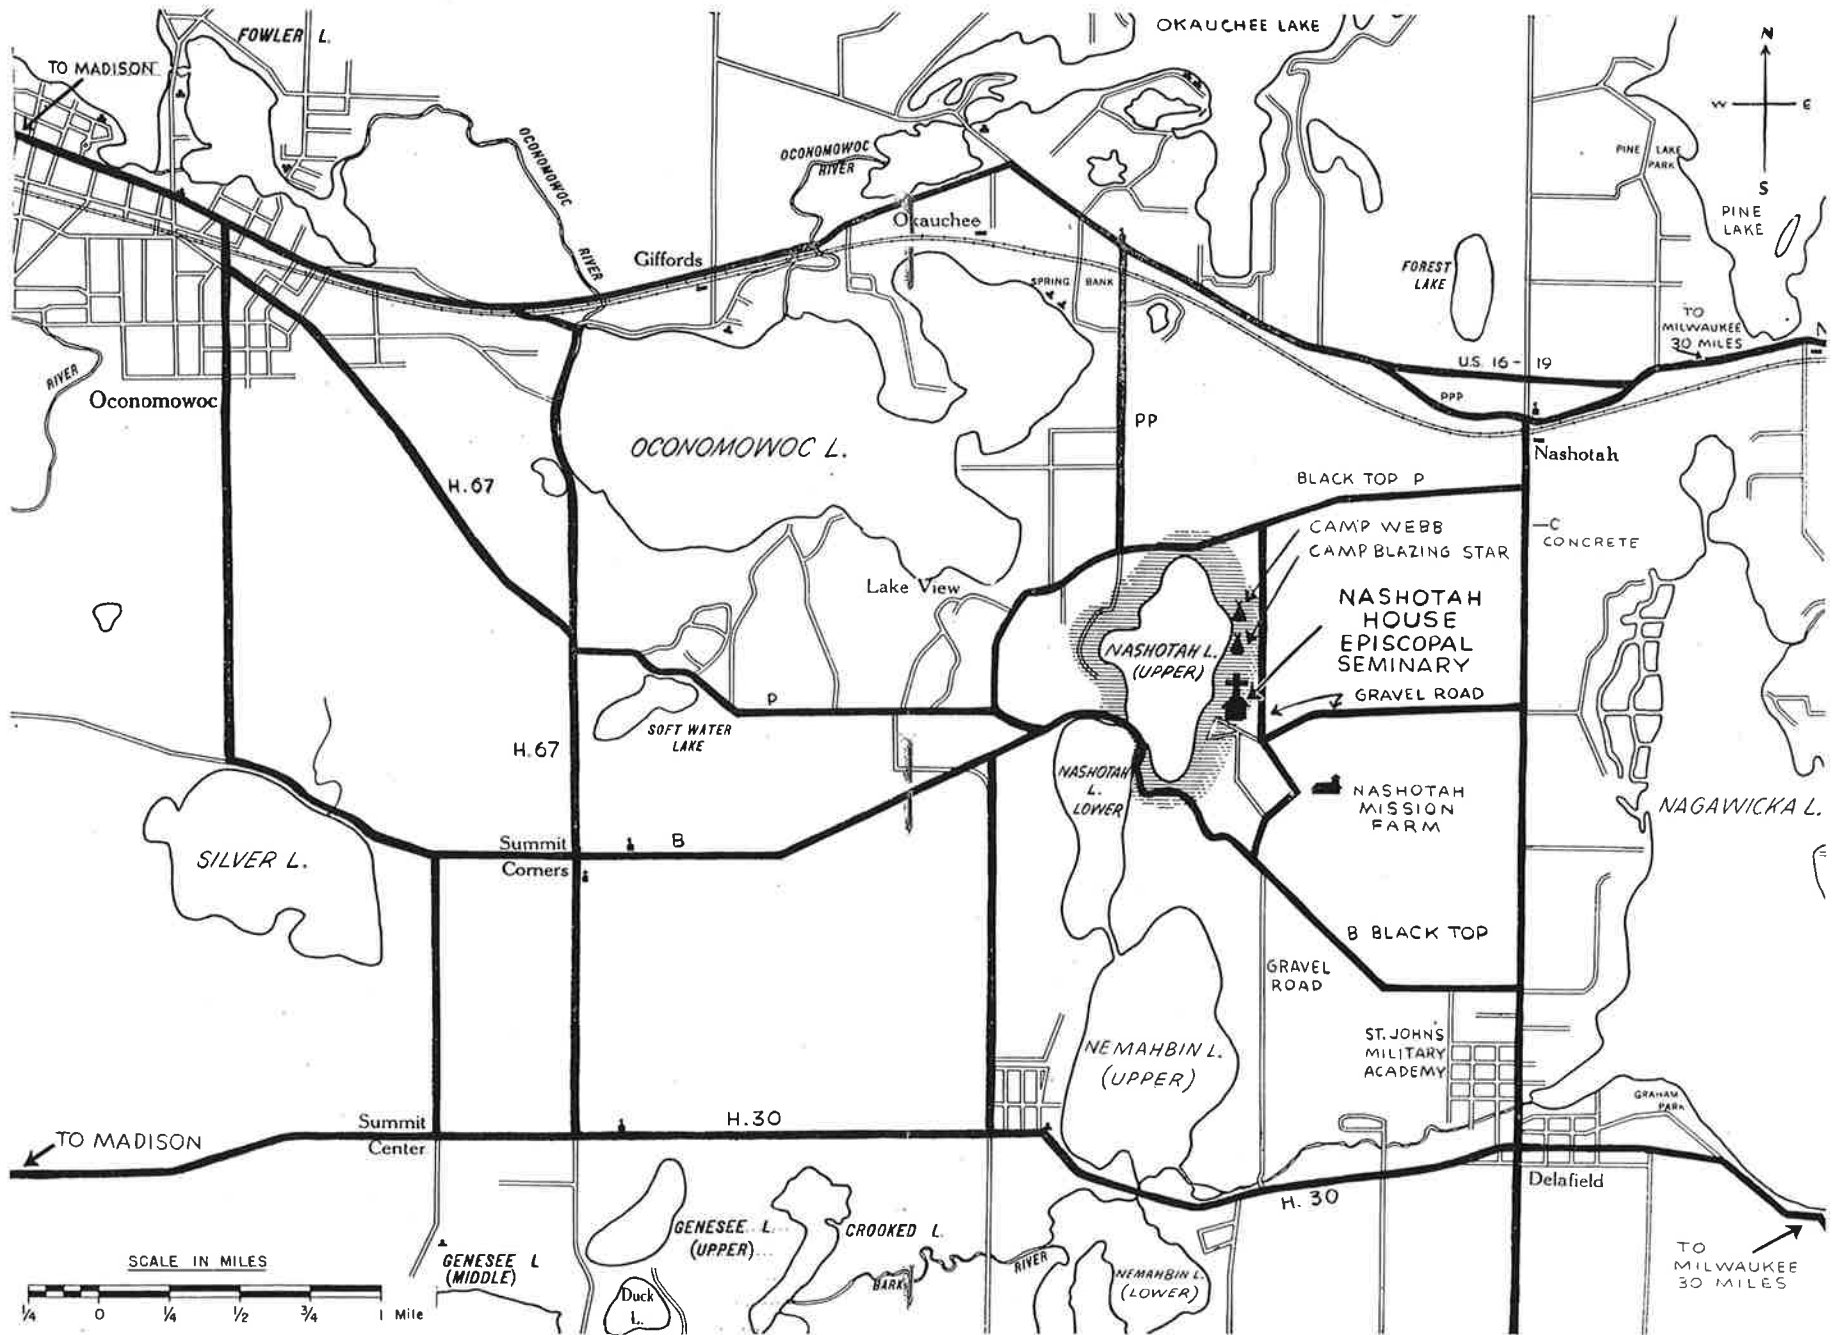 OKAUCHEE LAKE
FOWLER L.
TO MADISON
N
W E
S
OCONOMOWOC
RIVER
OCONOMOWOC
RIVER
PINE LAKE
PARK
PINE
LAKE
Okauchee
Giffords
SPRING BANK
FOREST
LAKE
TO
MILWAUKEE
30 MILES
N
U.S. 16 - 19
PPP
RIVER
Oconomowoc
OCONOMOWOC L.
PP
Nashotah
H. 67
BLACK TOP P
CAMP WEBB
CAMP BLAZING STAR
C
CONCRETE
Lake View
NASHOTAH
HOUSE
EPISCOPAL
SEMINARY
NASHOTAH L.
(UPPER)
GRAVEL ROAD
P
SOFT WATER
LAKE
H. 67
NASHOTAH
L.
LOWER
NASHOTAH
MISSION
FARM
NAGAWICKA L.
SILVER L.
Summit
Corners
B
B BLACK TOP
GRAVEL
ROAD
NEMAHBIN L.
(UPPER)
ST. JOHN'S
MILITARY
ACADEMY
GRAHAM
PARK
Summit
Center
H. 30
TO MADISON
Delafield
H. 30
GENESEE L.
(UPPER)
CROOKED L.
GENESEE L
(MIDDLE)
Duck
L.
BARK
RIVER
NEMAHBIN L.
(LOWER)
TO
MILWAUKEE
30 MILES
SCALE IN MILES
1/4 0 1/4 1/2 3/4 1 Mile